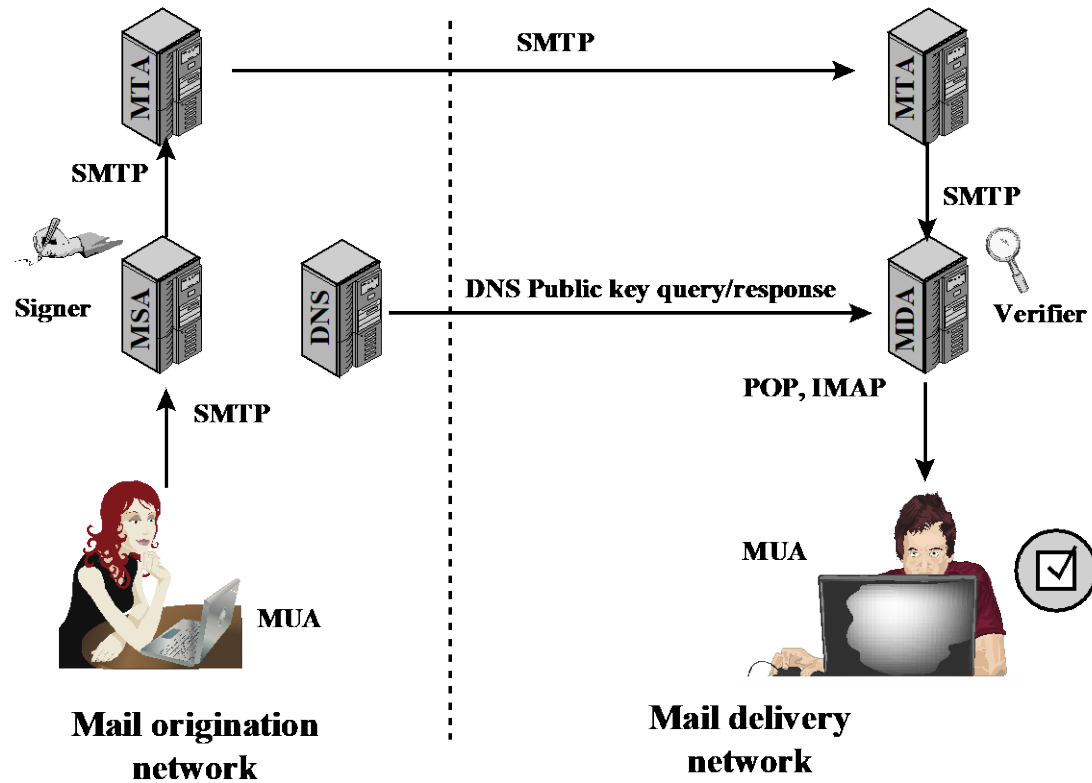 SMTP
MTA
MTA
SMTP
SMTP
Signer
MSA
DNS
DNS Public key query/response
MDA
Verifier
POP, IMAP
SMTP
MUA
MUA
Mail origination
network
Mail delivery
network